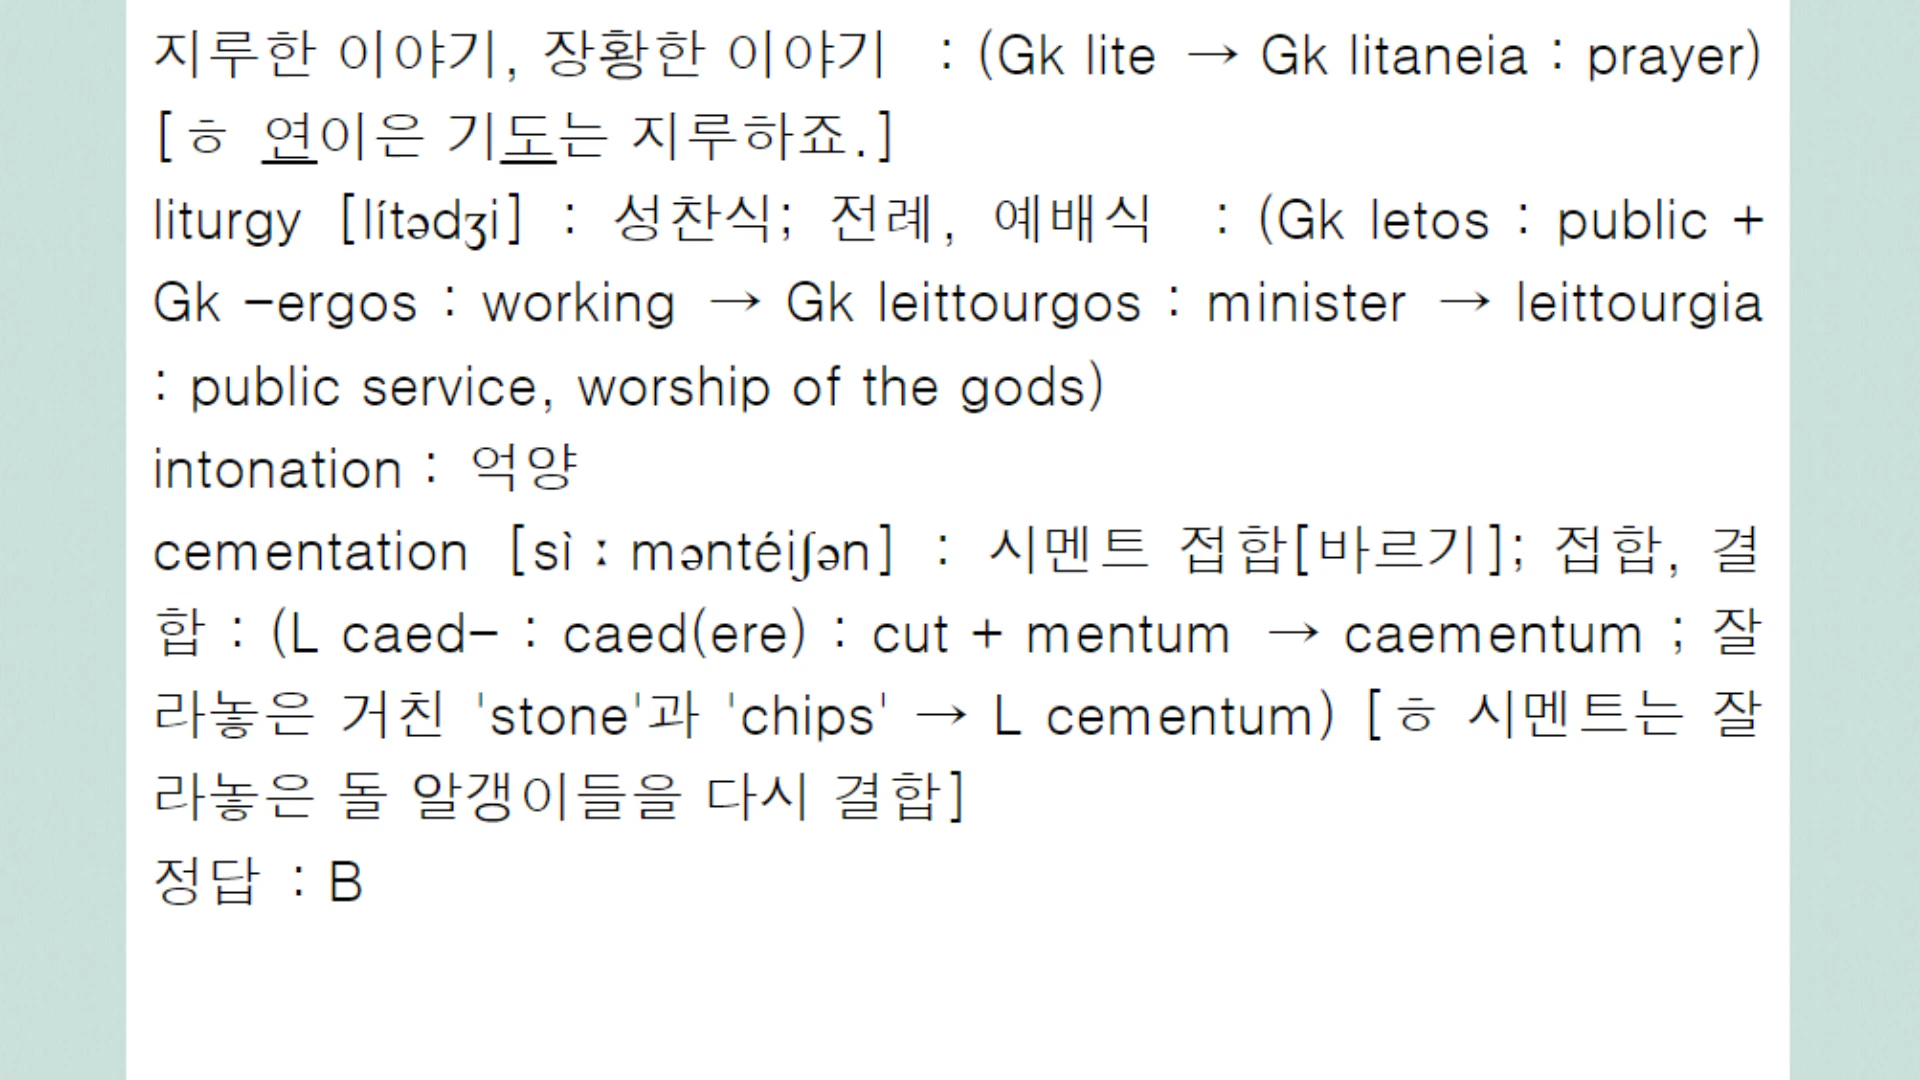 지루한 이야기, 장황한 이야기 : (Gk lite → Gk litaneia : prayer)
[ㅎ 연이은 기도는 지루하죠.]
liturgy [lítədʒi] : 성찬식; 전례, 예배식 : (Gk letos : public +
Gk -ergos : working → Gk leittourgos : minister → leittourgia
: public service, worship of the gods)
intonation : 억양
cementation [sìːməntéiʃən] : 시멘트 접합[바르기]; 접합, 결
합 : (L caed- : caed(ere) : cut + mentum → caementum ; 잘
라놓은 거친 'stone'과 'chips' → L cementum) [ㅎ 시멘트는 잘
라놓은 돌 알갱이들을 다시 결합]
정답 : B